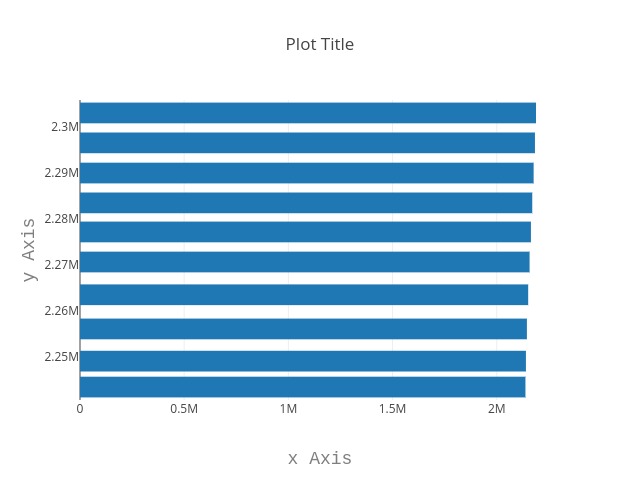 Plot Title
2.3M
2.29M
2.28M
2.27M
2.26M
2.25M
y Axis
0 0.5M 1M 1.5M 2M
x Axis